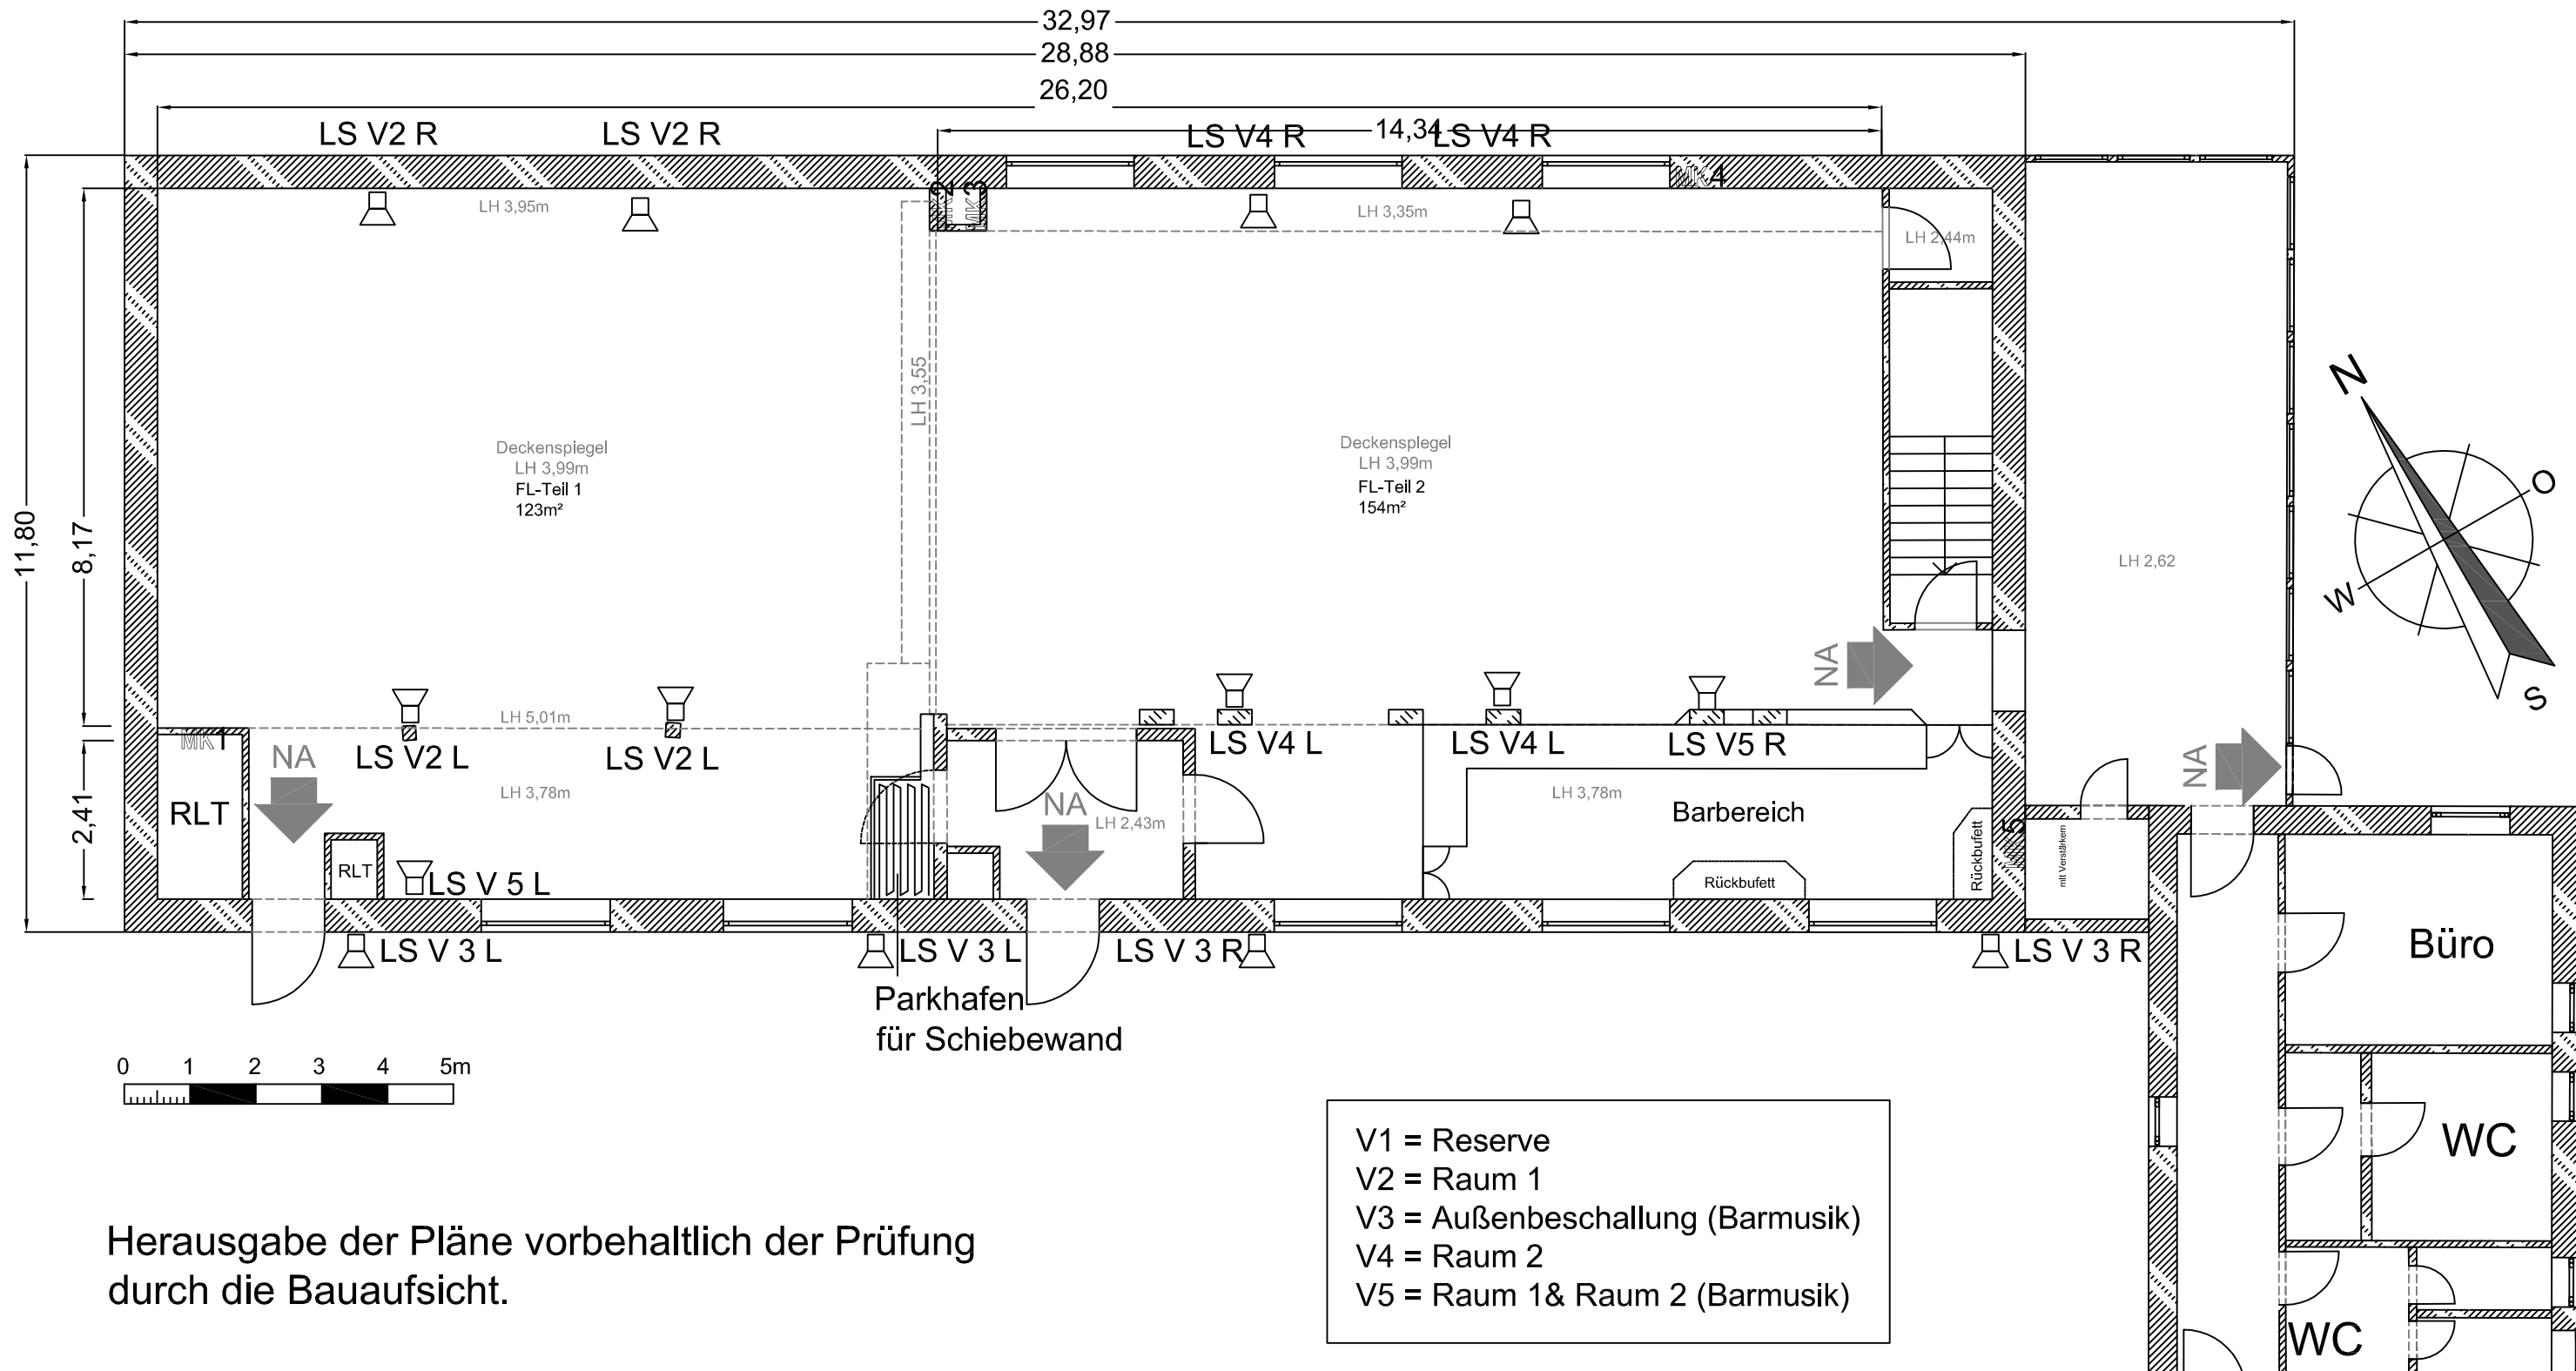 32,97
28,88
26,20
14,34
LS V2 R
LS V2 R
LS V4 R
LS V4 R
MK 2
MK 3
MK4
LH 3,95m
LH 3,35m
LH 2,44m
LH 3,55
11,80
8,17
2,41
Deckenspiegel
LH 3,99m
FL-Teil 1
123m²
Deckenspiegel
LH 3,99m
FL-Teil 2
154m²
LH 2,62
N
O
W
S
NA
LH 5,01m
MK 1
NA
LS V2 L
LS V2 L
LS V4 L
LS V4 L
LS V5 R
NA
RLT
LH 3,78m
NA
LH 2,43m
LH 3,78m
Barbereich
RLT
LS V 5 L
Rückbufett
Rückbufett
MK5
mit Verstärkern
LS V 3 L
LS V 3 L
LS V 3 R
LS V 3 R
Büro
Parkhafen
für Schiebewand
0 1 2 3 4 5m
V1 = Reserve
V2 = Raum 1
V3 = Außenbeschallung (Barmusik)
V4 = Raum 2
V5 = Raum 1& Raum 2 (Barmusik)
WC
WC
Herausgabe der Pläne vorbehaltlich der Prüfung
durch die Bauaufsicht.